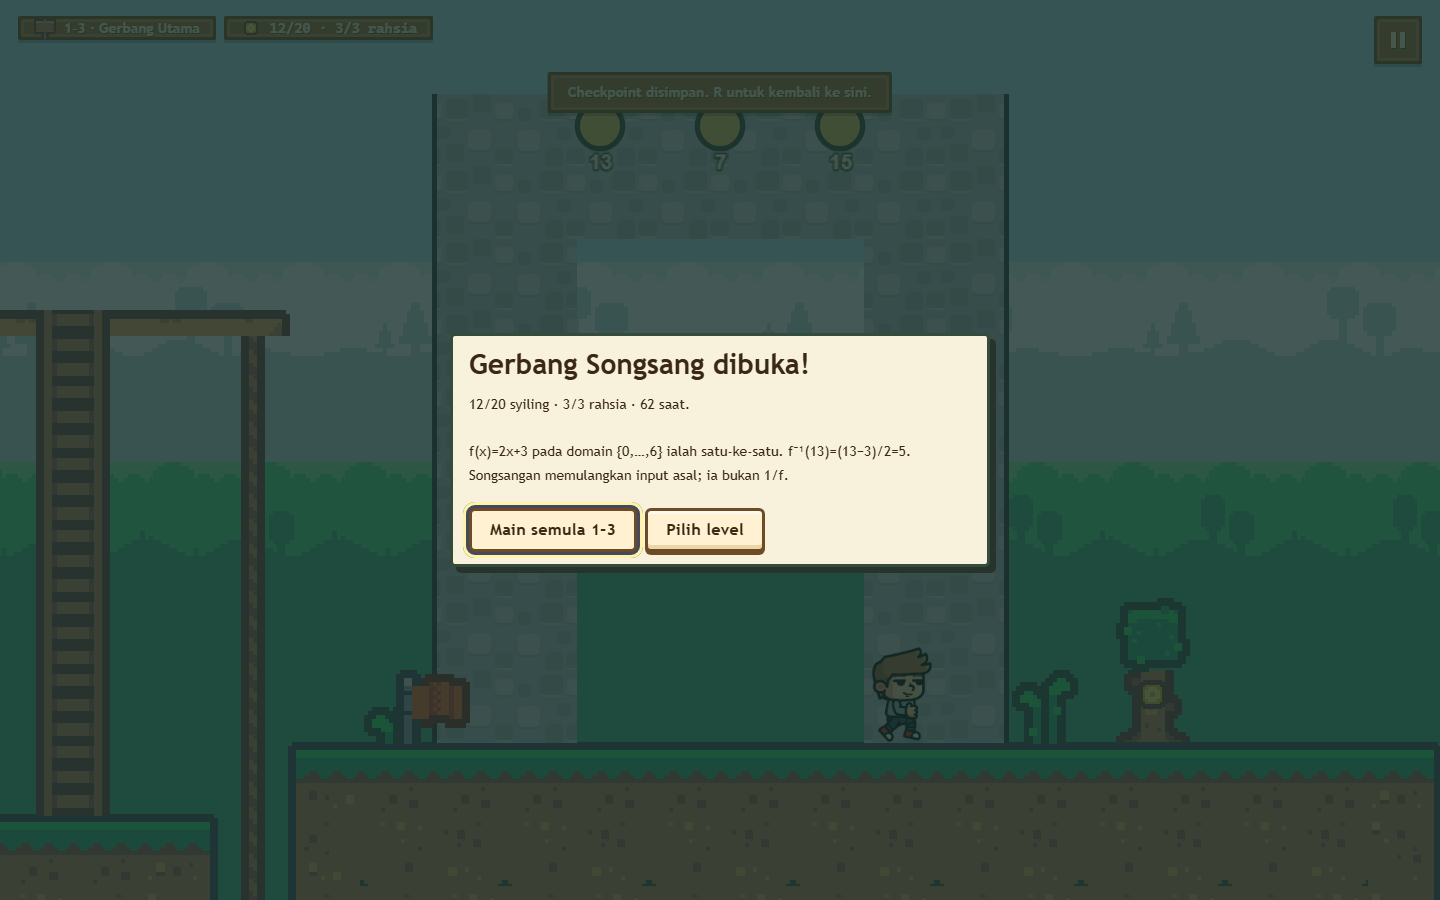 1-3 · Gerbang Utama
12/20 · 3/3 rahsia
Checkpoint disimpan. R untuk kembali ke sini.
13 7 15
Gerbang Songsang dibuka!
12/20 syiling · 3/3 rahsia · 62 saat.
f(x)=2x+3 pada domain {0,…,6} ialah satu-ke-satu. f⁻¹(13)=(13−3)/2=5.
Songsangan memulangkan input asal; ia bukan 1/f.
Main semula 1-3
Pilih level